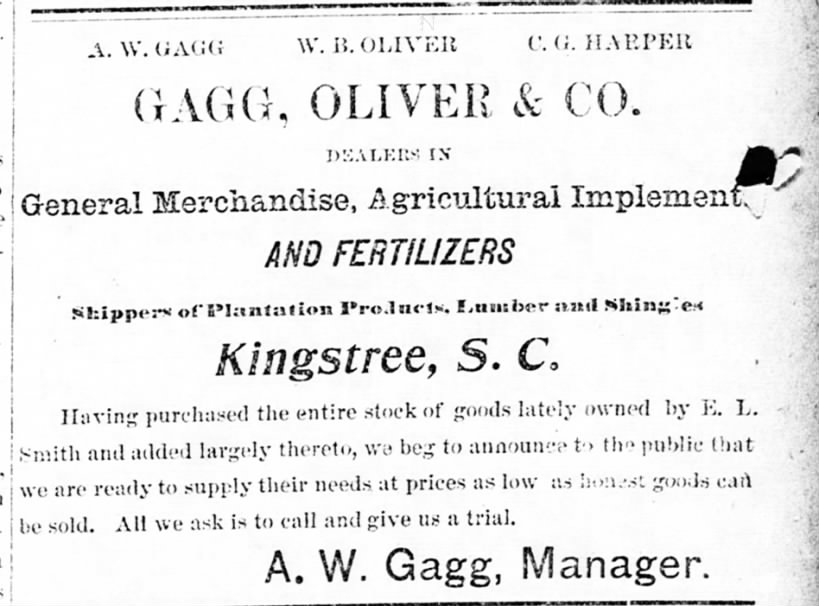 A. W. GAGG W. B. OLIVER C. G. HARPER
GAGG, OLIVER & CO.
DEALERS IN
General Merchandise, Agricultural Implement
AND FERTILIZERS
Shippers of Plantation Products, Lumber and Shingles
Kingstree, S. C.
Having purchased the entire stock of goods lately owned by E. L.
Smith and added largely thereto, we beg to announce to the public that
we are ready to supply their needs at prices as low as honest goods can
be sold. All we ask is to call and give us a trial.
A. W. Gagg, Manager.